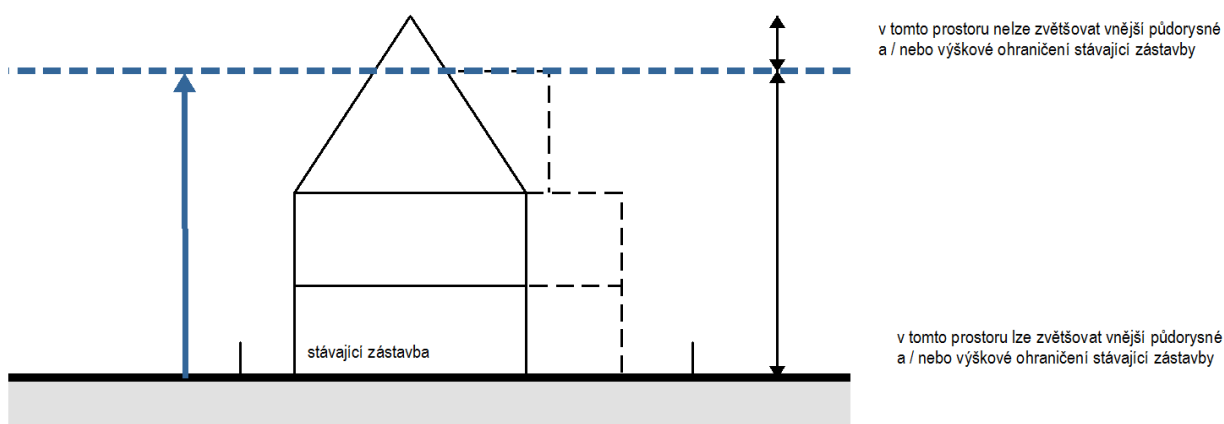 v tomto prostoru nelze zvětšovat vnější půdorysné
a / nebo výškové ohraničení stávající zástavby
v tomto prostoru lze zvětšovat vnější půdorysné
a / nebo výškové ohraničení stávající zástavby
stávající zástavba